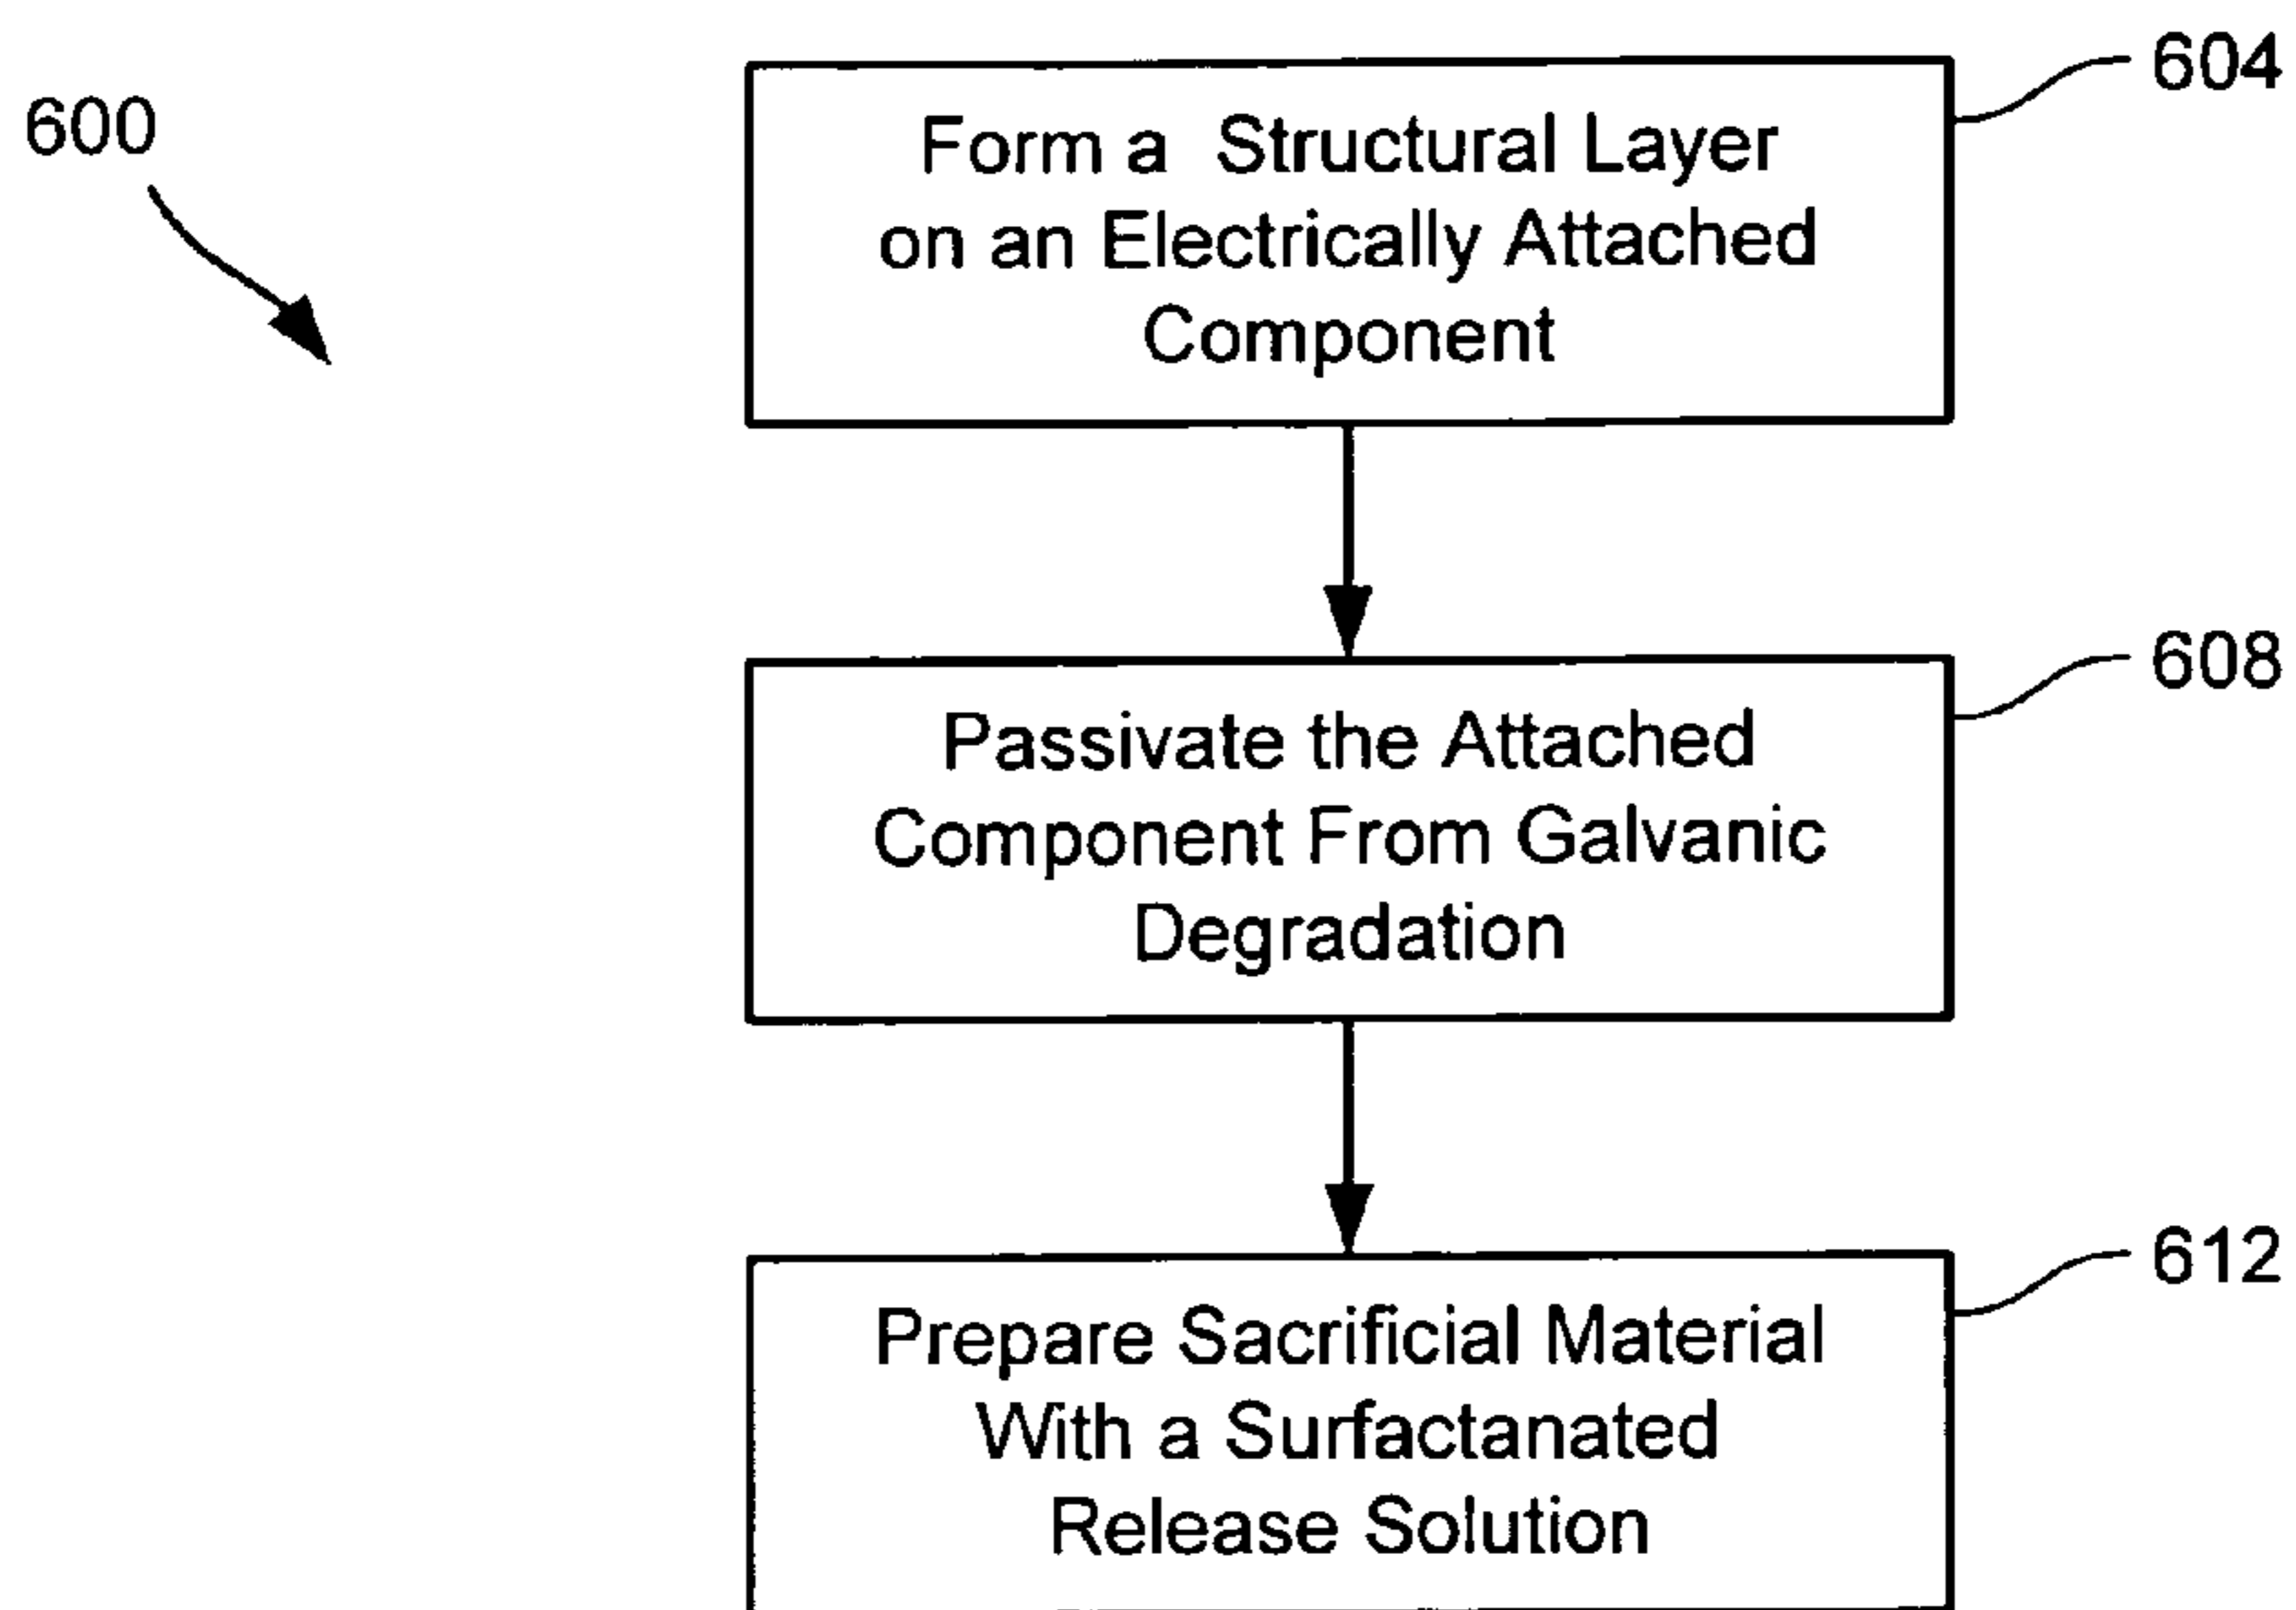 600
604
Form a Structural Layer
on an Electrically Attached
Component
608
Passivate the Attached
Component From Galvanic
Degradation
612
Prepare Sacrificial Material
With a Surfactanated
Release Solution